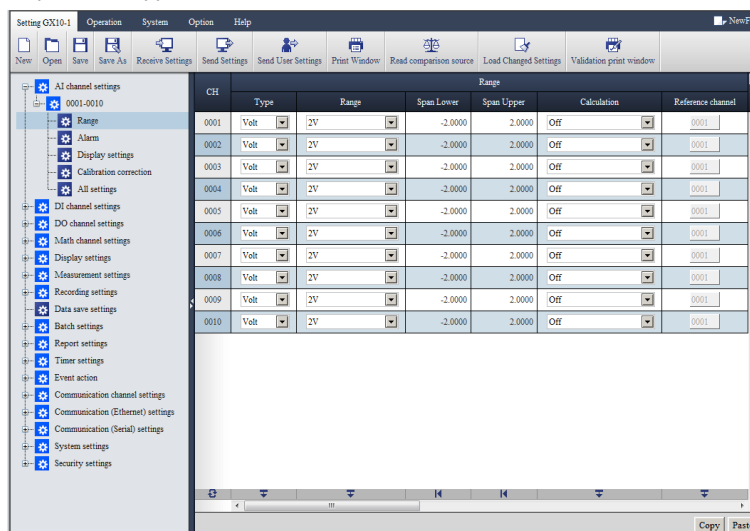 Setting GX10-1 Operation System Option Help NewF
New Open Save Save As Receive Settings Send Settings Send User Settings Print Window Read comparison source Load Changed Settings Validation print window
AI channel settings
0001-0010
Range
Alarm
Display settings
Calibration correction
All settings
DI channel settings
DO channel settings
Math channel settings
Display settings
Measurement settings
Recording settings
Data save settings
Batch settings
Report settings
Timer settings
Event action
Communication channel settings
Communication (Ethernet) settings
Communication (Serial) settings
System settings
Security settings
CH Range
Type Range Span Lower Span Upper Calculation Reference channel
0001 Volt 2V -2.0000 2.0000 Off 0001
0002 Volt 2V -2.0000 2.0000 Off 0001
0003 Volt 2V -2.0000 2.0000 Off 0001
0004 Volt 2V -2.0000 2.0000 Off 0001
0005 Volt 2V -2.0000 2.0000 Off 0001
0006 Volt 2V -2.0000 2.0000 Off 0001
0007 Volt 2V -2.0000 2.0000 Off 0001
0008 Volt 2V -2.0000 2.0000 Off 0001
0009 Volt 2V -2.0000 2.0000 Off 0001
0010 Volt 2V -2.0000 2.0000 Off 0001
Copy Past